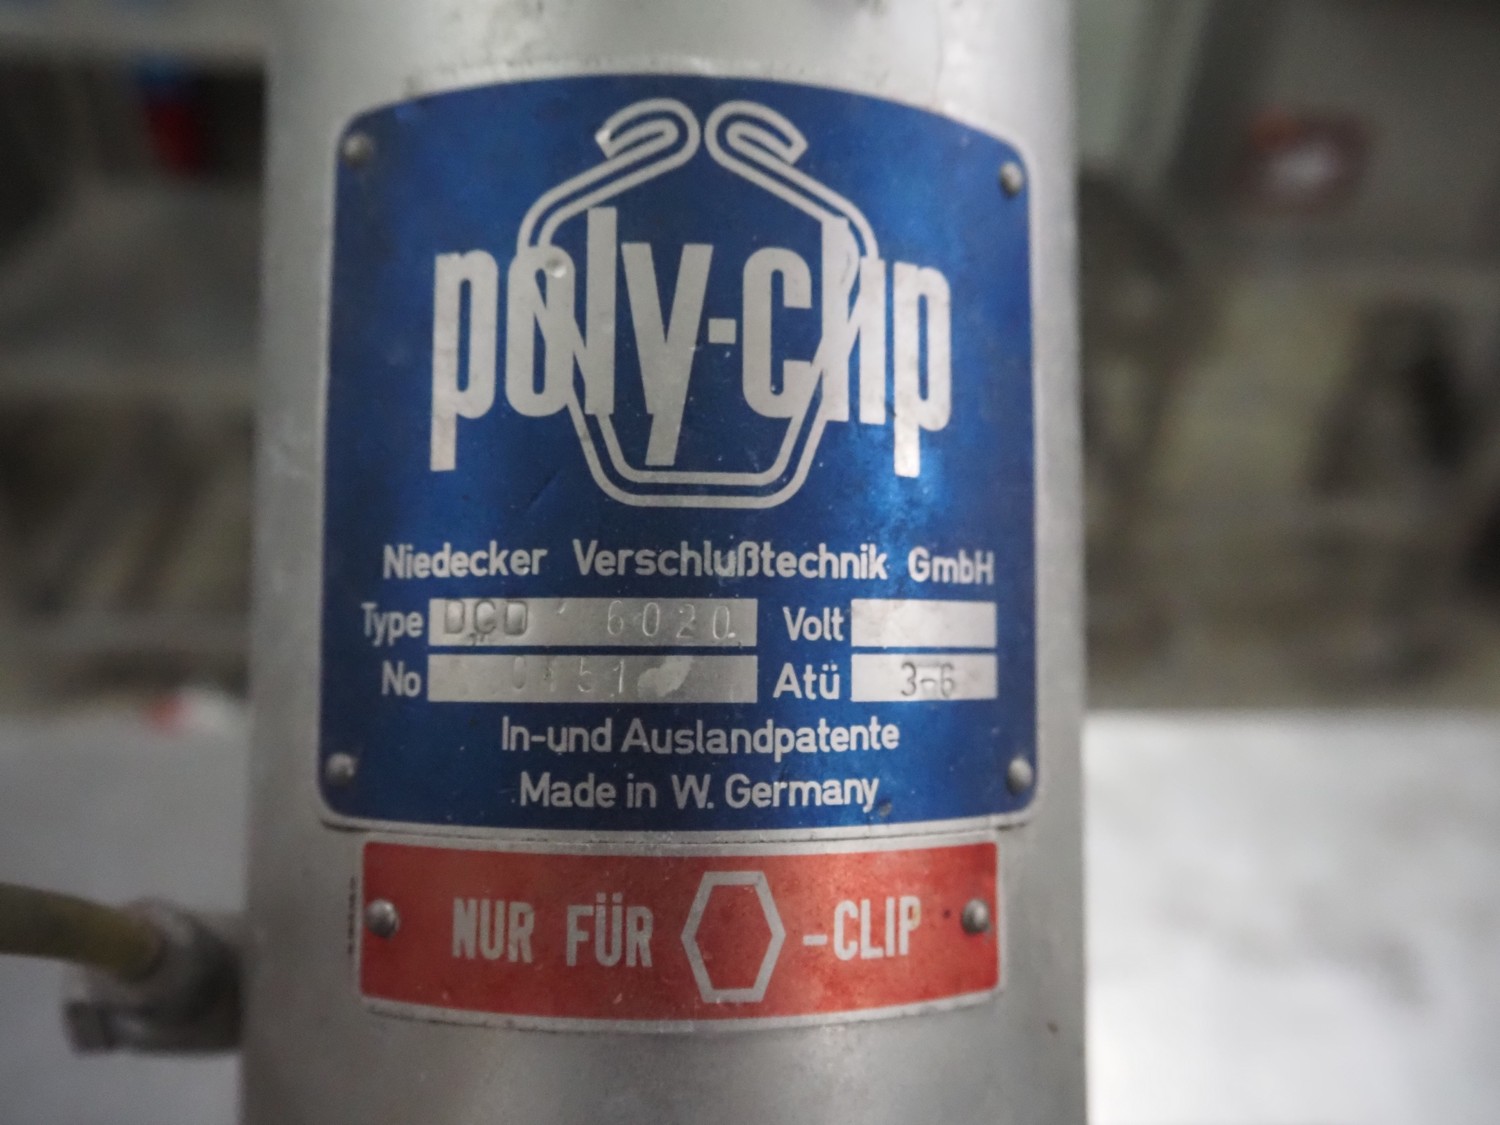 poly-clip
Niedecker Verschlußtechnik GmbH
Type DCD 6020 Volt
No 0151 Atü 3-6
In-und Auslandpatente
Made in W. Germany
NUR FÜR -CLIP